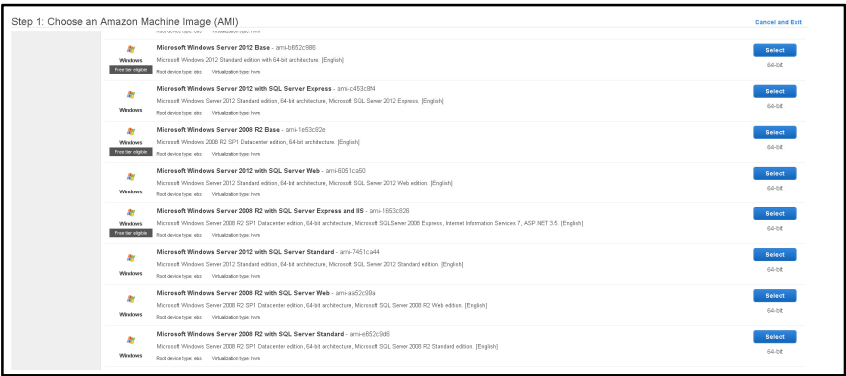 Step 1: Choose an Amazon Machine Image (AMI)
Cancel and Exit
Root device type: ebs Virtualization type: hvm
Microsoft Windows Server 2012 Base - ami-b652c886
Select
Windows
Microsoft Windows 2012 Standard edition with 64-bit architecture. [English]
64-bit
Free tier eligible
Root device type: ebs Virtualization type: hvm
Microsoft Windows Server 2012 with SQL Server Express - ami-c453c8f4
Select
Microsoft Windows Server 2012 Standard edition, 64-bit architecture, Microsoft SQL Server 2012 Express. [English]
64-bit
Windows
Root device type: ebs Virtualization type: hvm
Microsoft Windows Server 2008 R2 Base - ami-1e53c82e
Select
Windows
Microsoft Windows 2008 R2 SP1 Datacenter edition, 64-bit architecture. [English]
64-bit
Free tier eligible
Root device type: ebs Virtualization type: hvm
Microsoft Windows Server 2012 with SQL Server Web - ami-6051ca50
Select
Microsoft Windows Server 2012 Standard edition, 64-bit architecture, Microsoft SQL Server 2012 Web edition. [English]
64-bit
Windows
Root device type: ebs Virtualization type: hvm
Microsoft Windows Server 2008 R2 with SQL Server Express and IIS - ami-1653c826
Select
Windows
Microsoft Windows Server 2008 R2 SP1 Datacenter edition, 64-bit architecture, Microsoft SQLServer 2008 Express, Internet Information Services 7, ASP.NET 3.5. [English]
64-bit
Free tier eligible
Root device type: ebs Virtualization type: hvm
Microsoft Windows Server 2012 with SQL Server Standard - ami-7451ca44
Select
Microsoft Windows Server 2012 Standard edition, 64-bit architecture, Microsoft SQL Server 2012 Standard edition. [English]
64-bit
Windows
Root device type: ebs Virtualization type: hvm
Microsoft Windows Server 2008 R2 with SQL Server Web - ami-aa52c99a
Select
Microsoft Windows Server 2008 R2 SP1 Datacenter edition, 64-bit architecture, Microsoft SQL Server 2008 R2 Web edition. [English]
64-bit
Windows
Root device type: ebs Virtualization type: hvm
Microsoft Windows Server 2008 R2 with SQL Server Standard - ami-e652c9d6
Select
Microsoft Windows Server 2008 R2 SP1 Datacenter edition, 64-bit architecture, Microsoft SQL Server 2008 R2 Standard edition. [English]
64-bit
Windows
Root device type: ebs Virtualization type: hvm